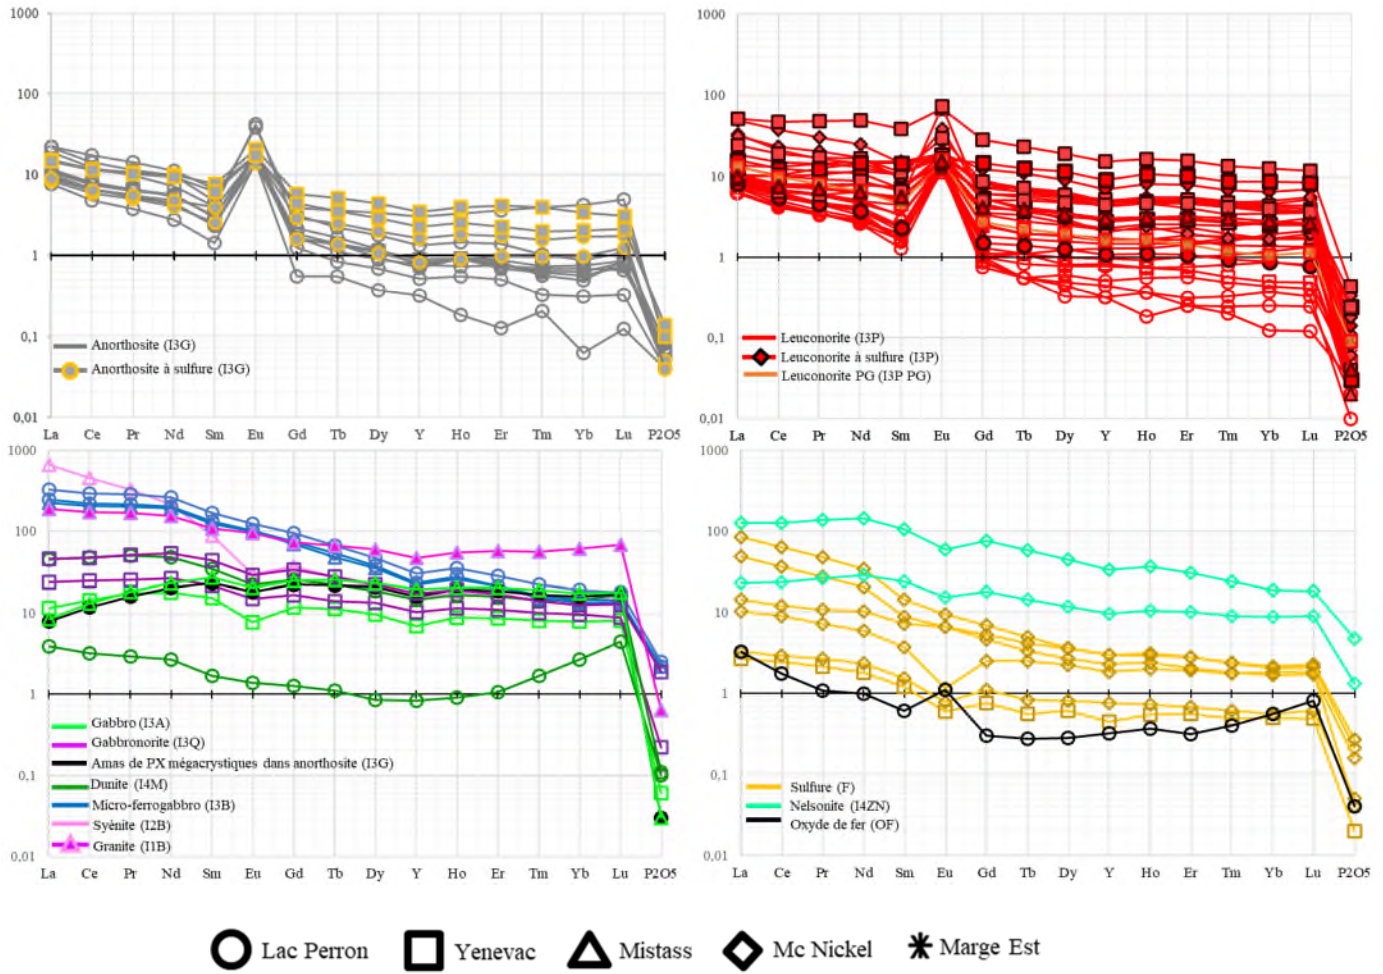 1000
100
10
1
0,1
0,01
Anorthosite (I3G)
Anorthosite à sulfure (I3G)
La Ce Pr Nd Sm Eu Gd Tb Dy Y Ho Er Tm Yb Lu P2O5
1000
100
10
1
0,1
0,01
Leuconorite (I3P)
Leuconorite à sulfure (I3P)
Leuconorite PG (I3P PG)
La Ce Pr Nd Sm Eu Gd Tb Dy Y Ho Er Tm Yb Lu P2O5
1000
100
10
1
0,1
0,01
Gabbro (I3A)
Gabbronorite (I3Q)
Amas de PX mégacrystiques dans anorthosite (I3G)
Dunite (I4M)
Micro-ferrogabbro (I3B)
Syénite (I2B)
Granite (I1B)
La Ce Pr Nd Sm Eu Gd Tb Dy Y Ho Er Tm Yb Lu P2O5
1000
100
10
1
0,1
0,01
Sulfure (F)
Nelsonite (I4ZN)
Oxyde de fer (OF)
La Ce Pr Nd Sm Eu Gd Tb Dy Y Ho Er Tm Yb Lu P2O5
Lac Perron Yenevac Mistass Mc Nickel Marge Est